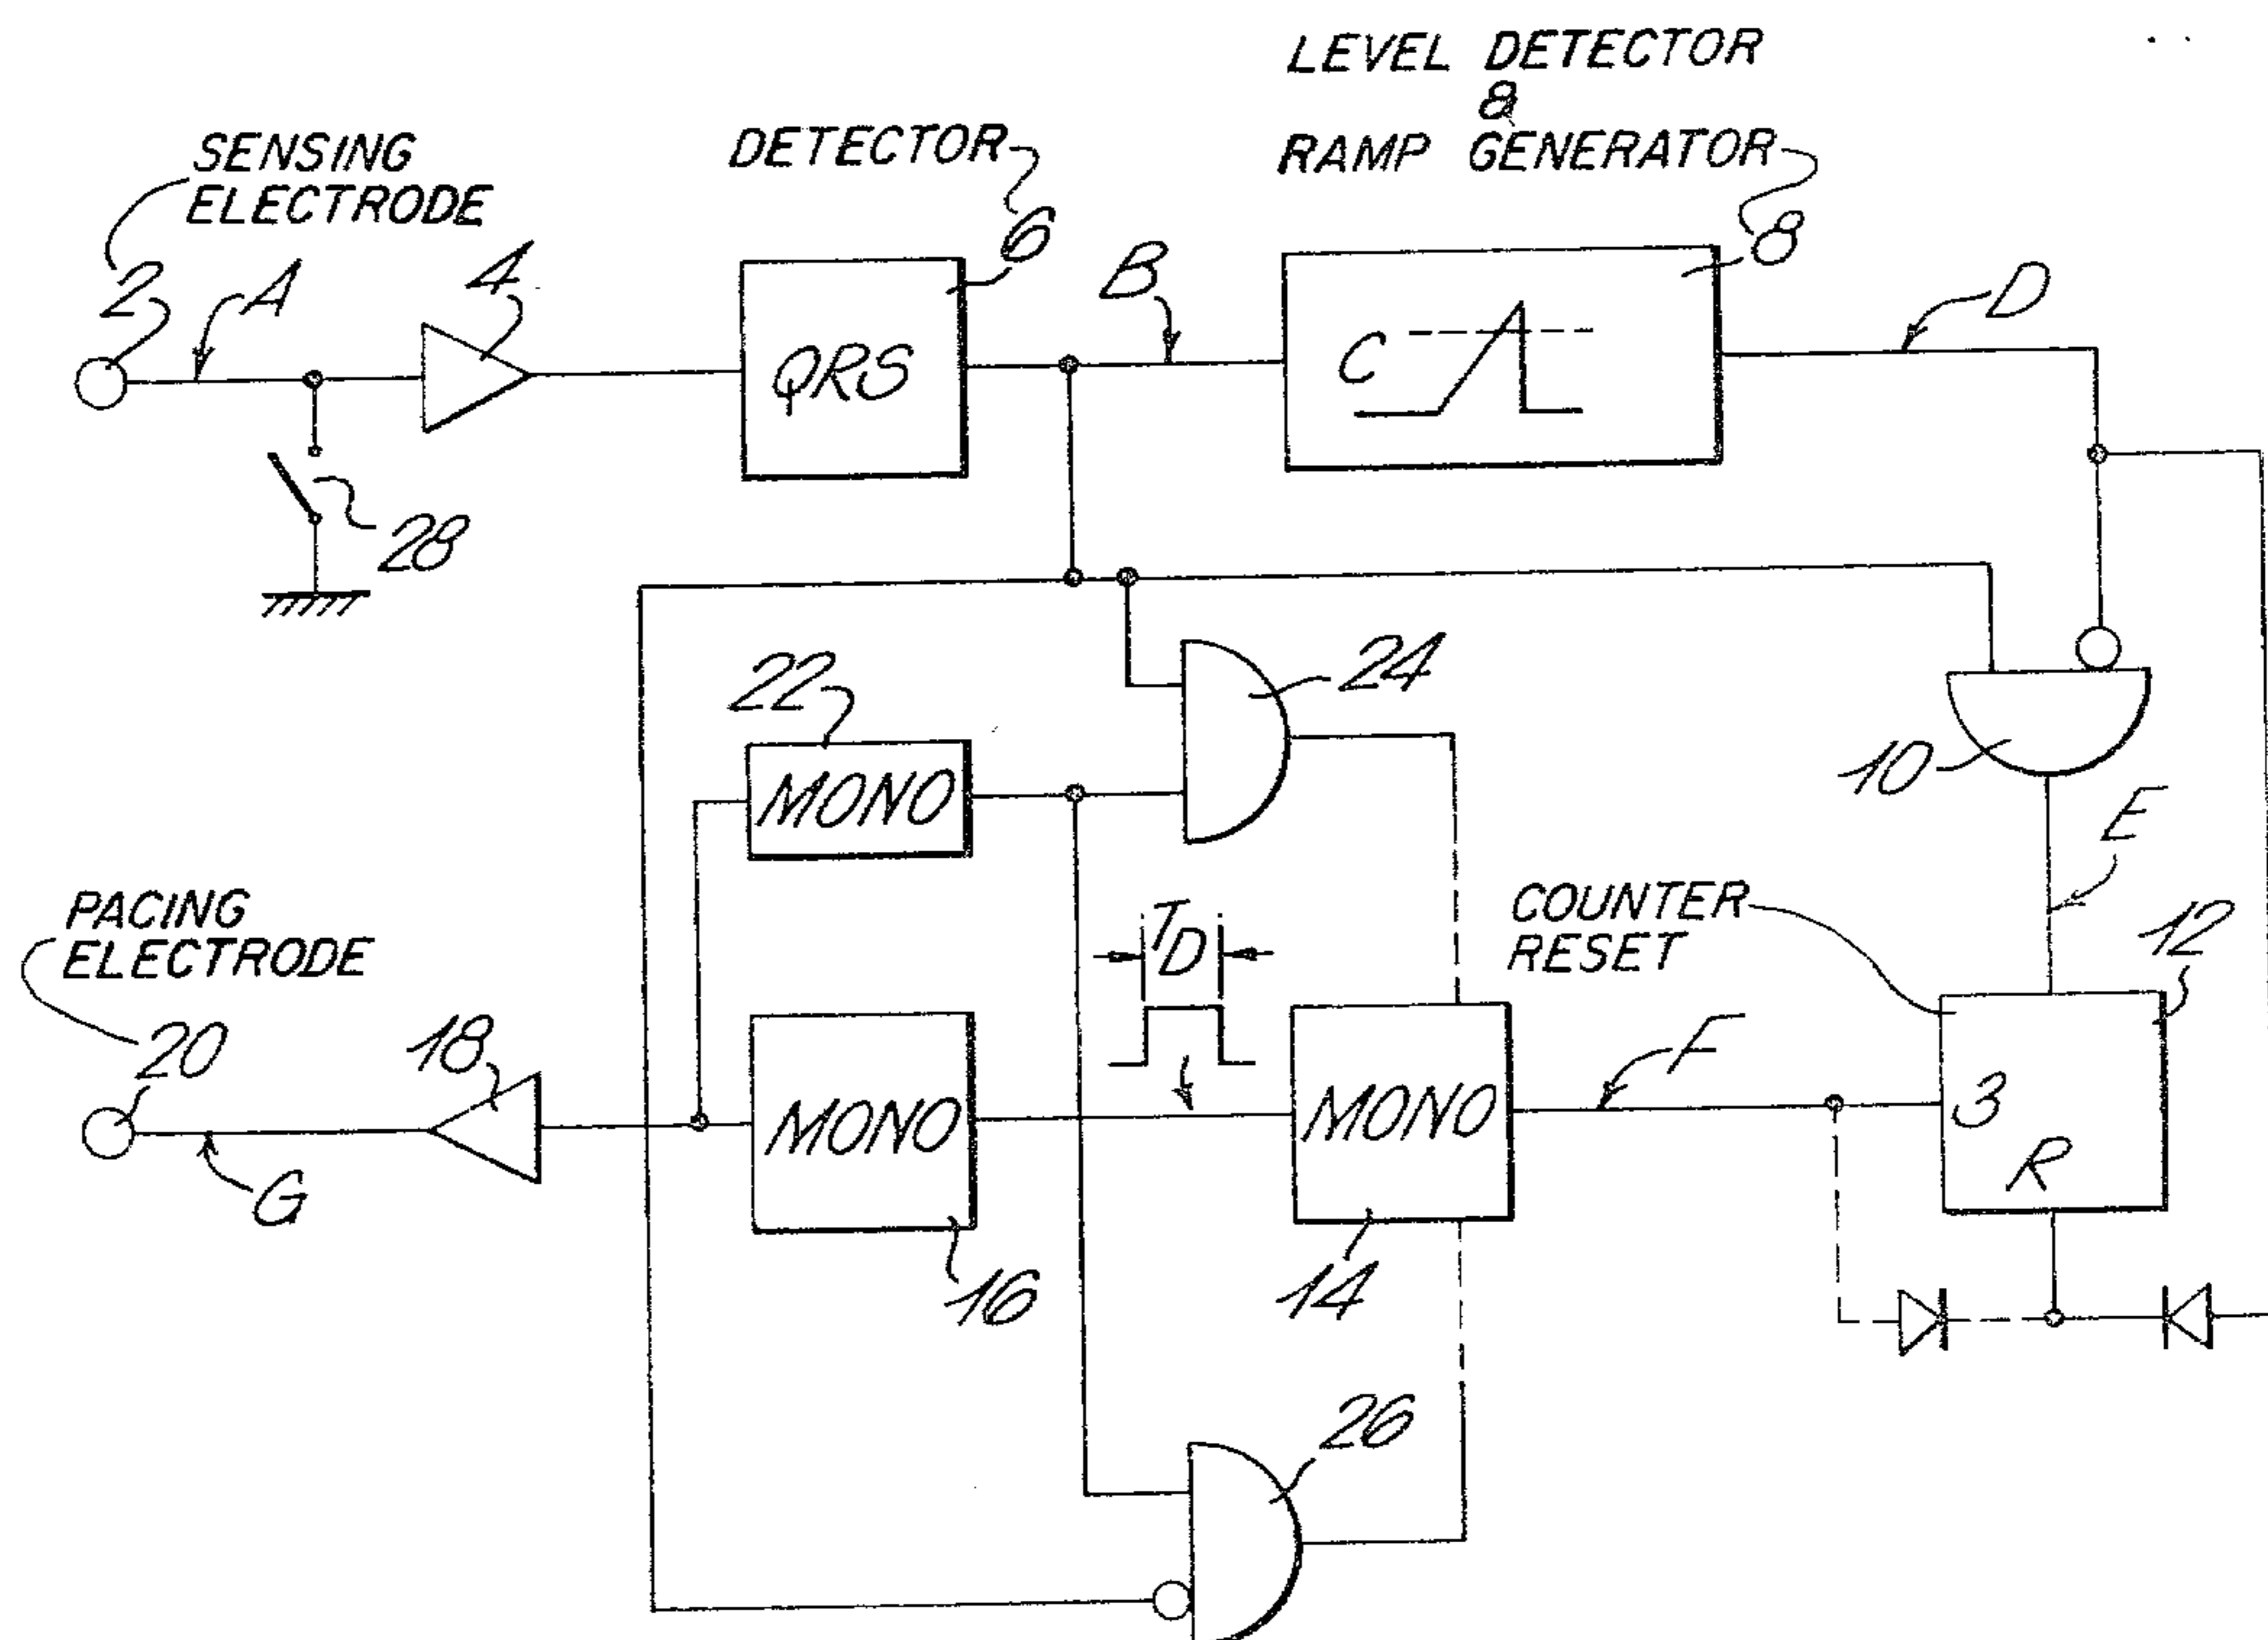 LEVEL DETECTOR
&
RAMP GENERATOR
SENSING
ELECTRODE
DETECTOR
2
A
4
6
B
8
D
QRS
C
28
22
24
MONO
10
E
PACING
ELECTRODE
COUNTER
RESET
12
TD
20
18
F
MONO
MONO
3
R
G
16
14
26